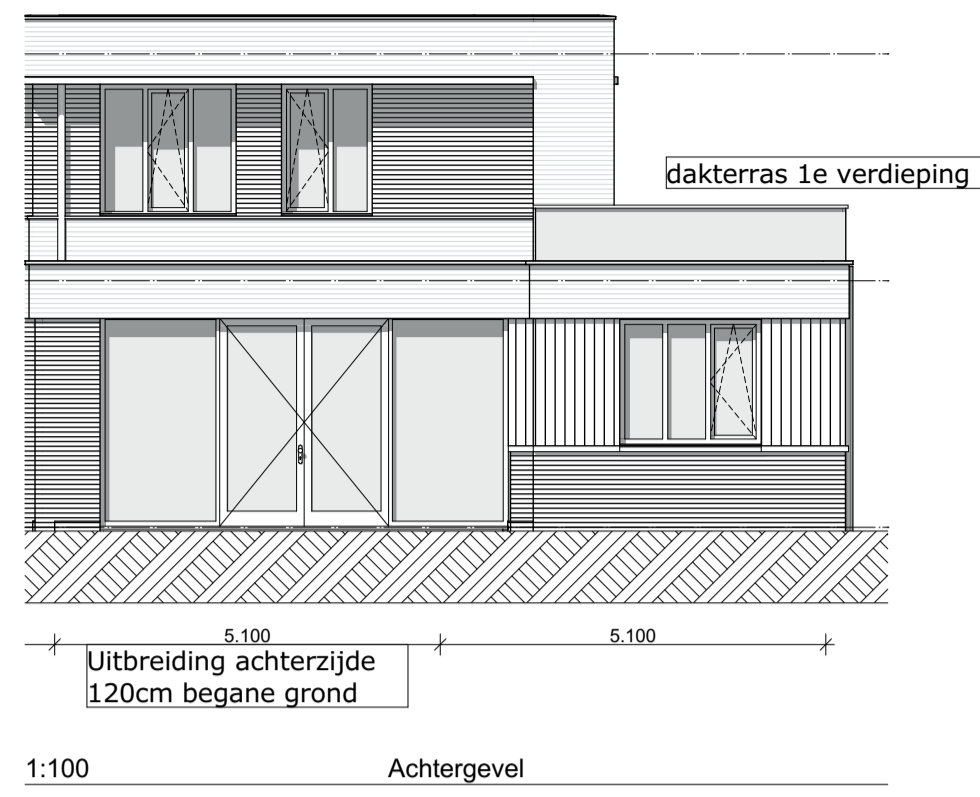 dakterras 1e verdieping
5.100
5.100
Uitbreiding achterzijde
120cm begane grond
1:100
Achtergevel